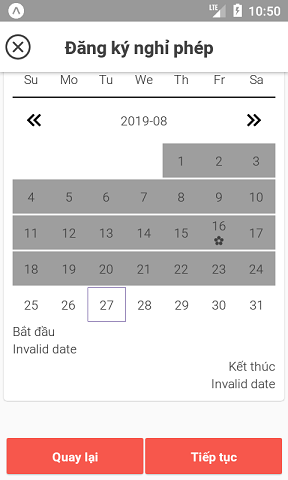 LTE 10:50
Đăng ký nghỉ phép
Su Mo Tu We Th Fr Sa
2019-08
1 2 3
4 5 6 7 8 9 10
11 12 13 14 15 16 17
18 19 20 21 22 23 24
25 26 27 28 29 30 31
Bắt đầu
Invalid date
Kết thúc
Invalid date
Quay lại Tiếp tục